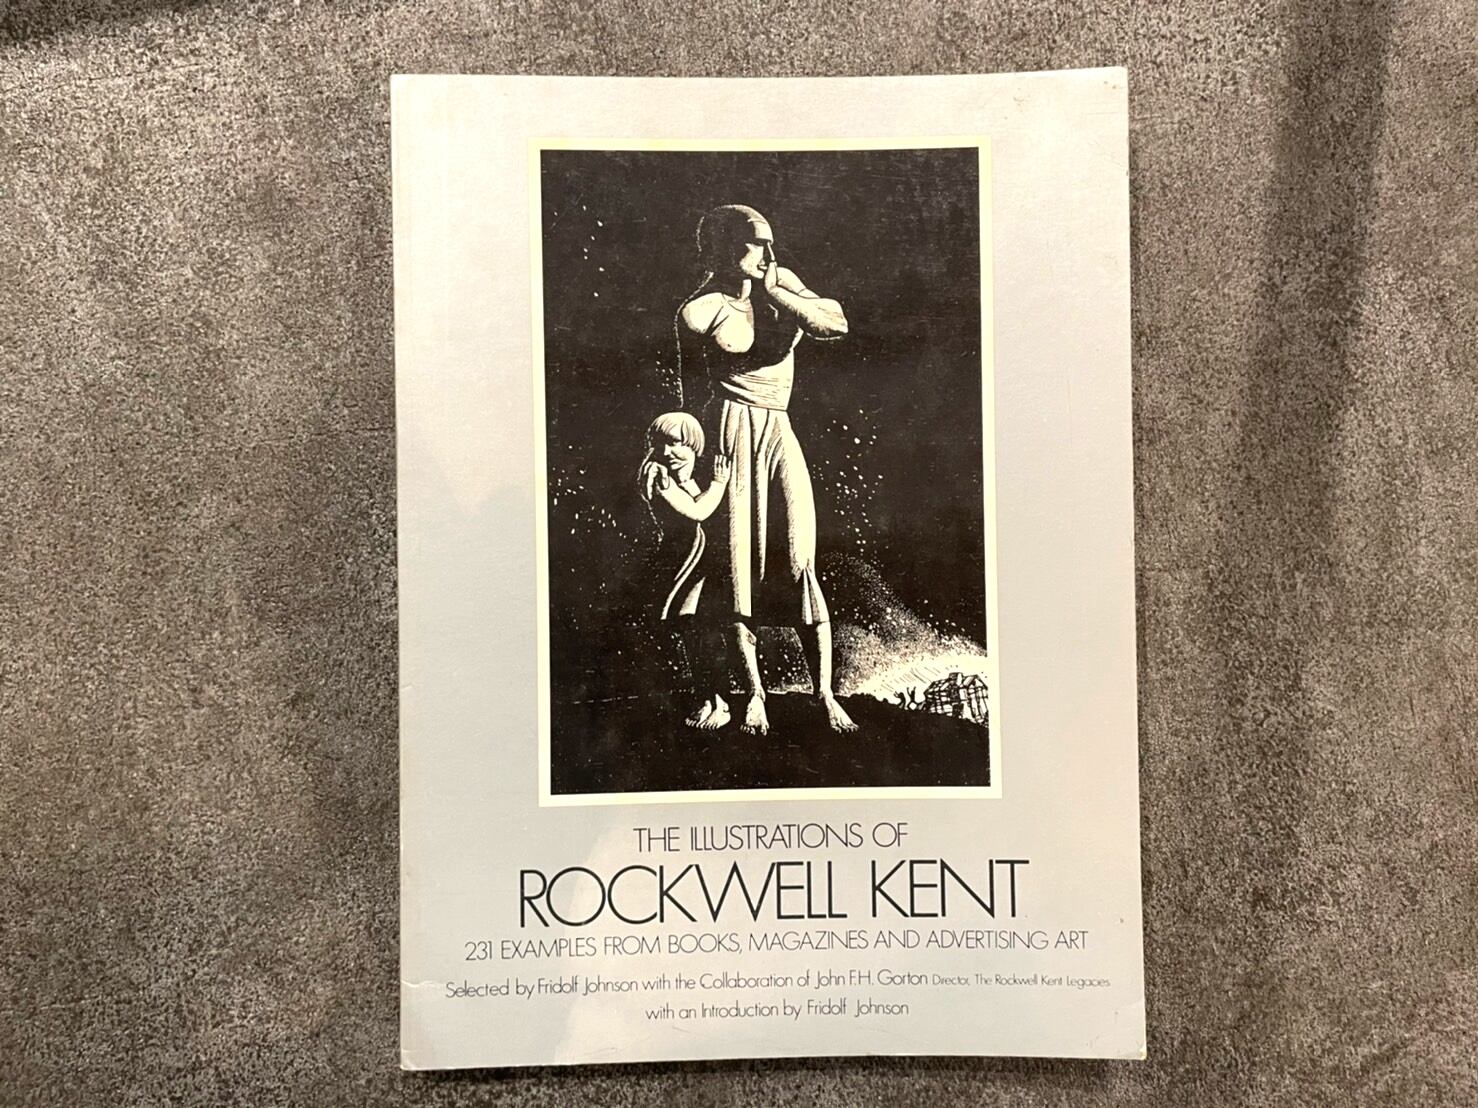 THE ILLUSTRATIONS OF
ROCKWELL KENT
231 EXAMPLES FROM BOOKS, MAGAZINES AND ADVERTISING ART
Selected by Fridolf Johnson with the Collaboration of John F.H. Gorton Director, The Rockwell Kent Legacies
with an Introduction by Fridolf Johnson